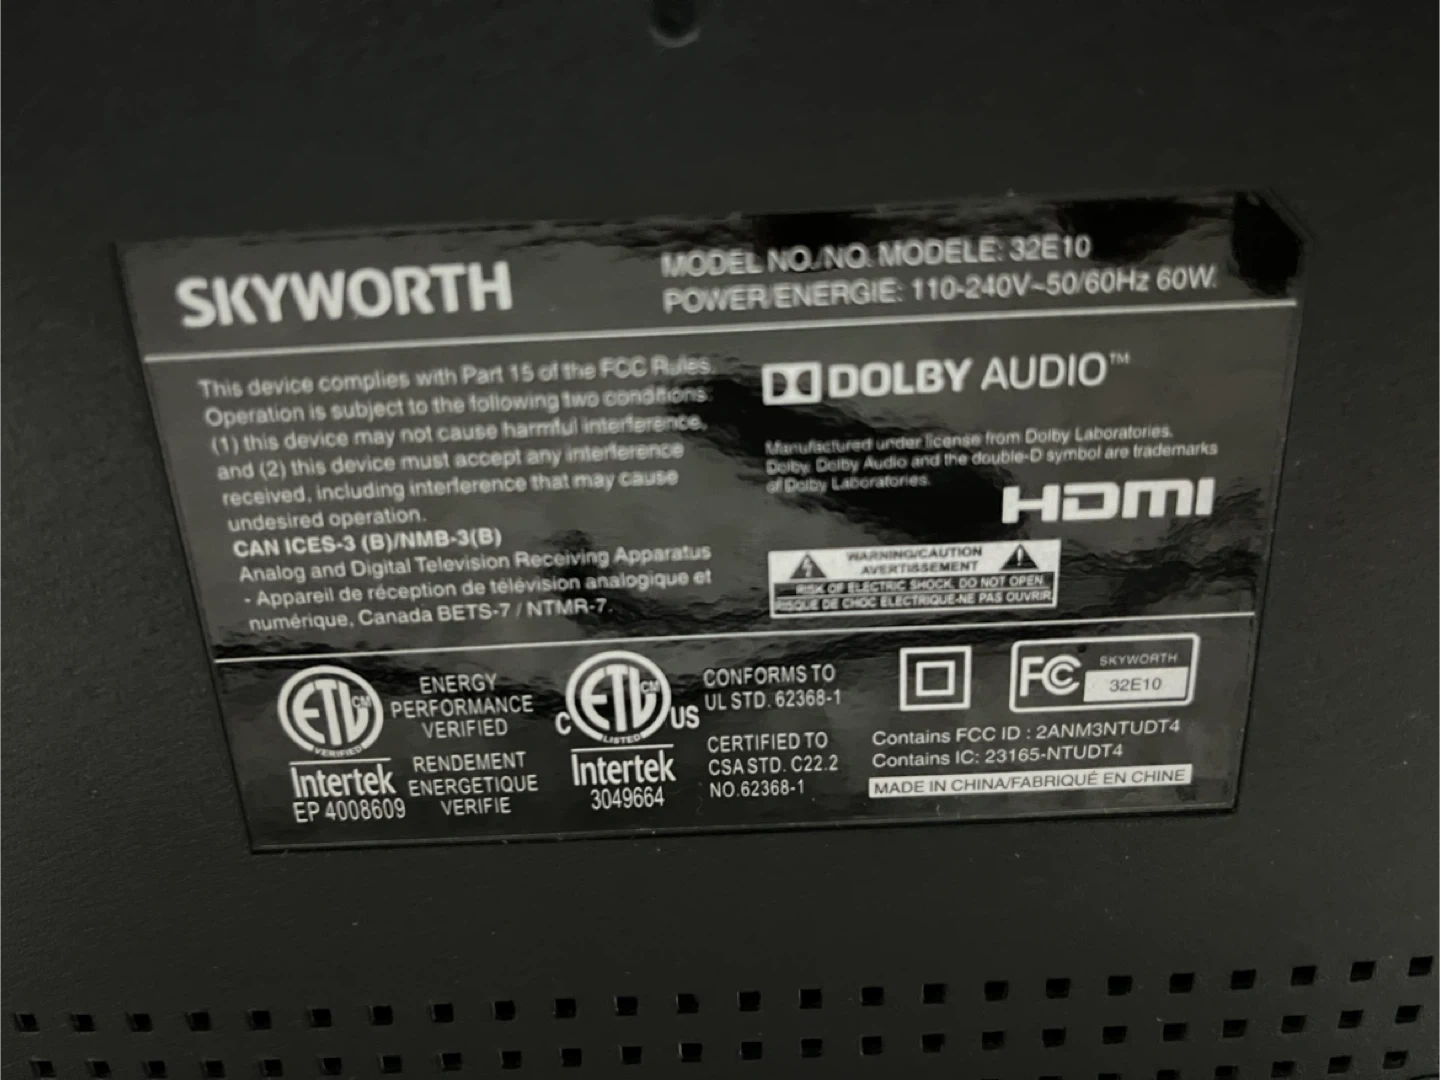 SKYWORTH
MODEL NO./NO. MODELE: 32E10
POWER/ENERGIE: 110-240V~50/60Hz 60W.
This device complies with Part 15 of the FCC Rules.
Operation is subject to the following two conditions:
(1) this device may not cause harmful interference,
and (2) this device must accept any interference
received, including interference that may cause
undesired operation.
CAN ICES-3 (B)/NMB-3(B)
Analog and Digital Television Receiving Apparatus
- Appareil de réception de télévision analogique et
numérique, Canada BETS-7 / NTMR-7.
DOLBY AUDIO™
Manufactured under license from Dolby Laboratories.
Dolby, Dolby Audio and the double-D symbol are trademarks
of Dolby Laboratories.
HDMI
WARNING/CAUTION
AVERTISSEMENT
RISK OF ELECTRIC SHOCK, DO NOT OPEN.
RISQUE DE CHOC ELECTRIQUE-NE PAS OUVRIR.
ETL CM
VERIFIED
Intertek
EP 4008609
ENERGY
PERFORMANCE
VERIFIED
RENDEMENT
ENERGETIQUE
VERIFIE
C ETL CM US
LISTED
Intertek
3049664
CONFORMS TO
UL STD. 62368-1
CERTIFIED TO
CSA STD. C22.2
NO.62368-1
FC SKYWORTH
32E10
Contains FCC ID : 2ANM3NTUDT4
Contains IC: 23165-NTUDT4
MADE IN CHINA/FABRIQUÉ EN CHINE